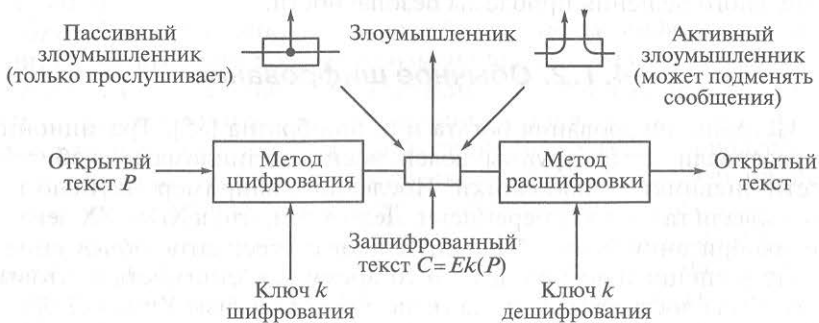 Пассивный
злоумышленник
(только прослушивает)
Злоумышленник
Активный
злоумышленник
(может подменять
сообщения)
Открытый
текст P
Метод
шифрования
Метод
расшифровки
Открытый
текст
Зашифрованный
текст C=Ek(P)
Ключ k
шифрования
Ключ k
дешифрования